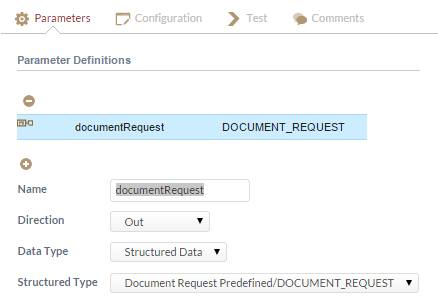 Parameters Configuration Test Comments
Parameter Definitions
documentRequest DOCUMENT_REQUEST
Name documentRequest
Direction Out
Data Type Structured Data
Structured Type Document Request Predefined/DOCUMENT_REQUEST